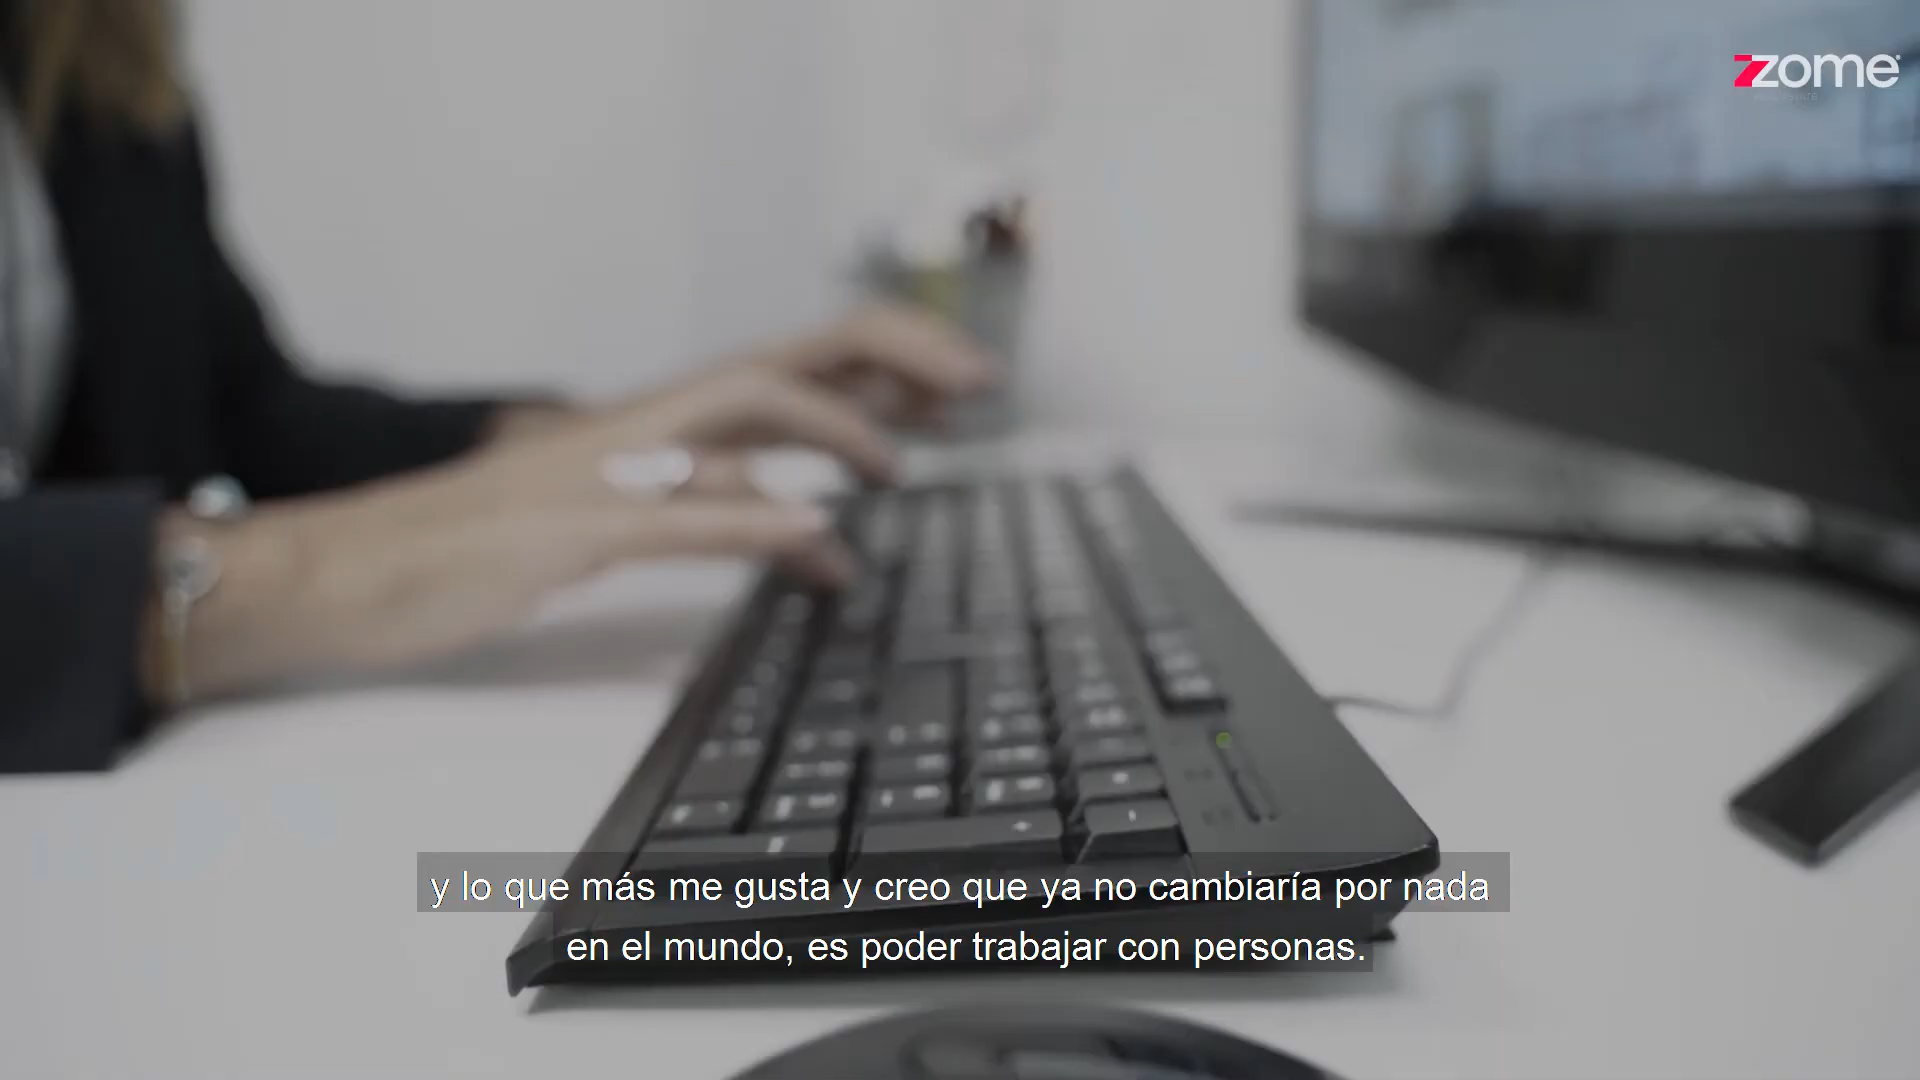 zome
y lo que más me gusta y creo que ya no cambiaría por nada
en el mundo, es poder trabajar con personas.